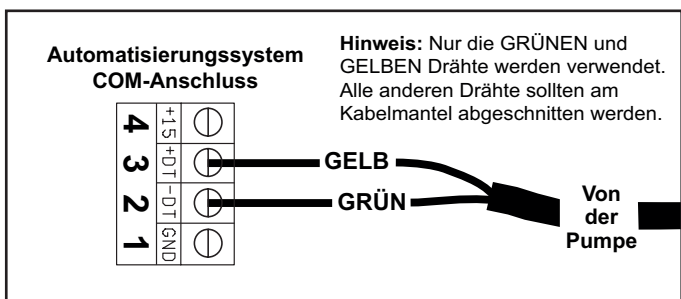 Automatisierungssystem
COM-Anschluss
Hinweis: Nur die GRÜNEN und
GELBEN Drähte werden verwendet.
Alle anderen Drähte sollten am
Kabelmantel abgeschnitten werden.
4 +15
3 +DT
2 -DT
1 GND
GELB
GRÜN
Von
der
Pumpe